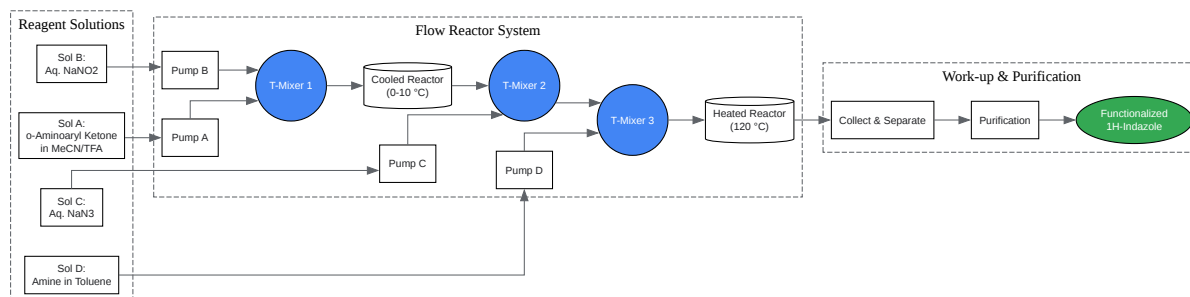 Reagent Solutions
Sol B:
Aq. NaNO2
Sol A:
o-Aminoaryl Ketone
in MeCN/TFA
Sol C:
Aq. NaN3
Sol D:
Amine in Toluene
Flow Reactor System
Pump B
Pump A
T-Mixer 1
Cooled Reactor
(0-10 °C)
Pump C
T-Mixer 2
Pump D
T-Mixer 3
Heated Reactor
(120 °C)
Work-up & Purification
Collect & Separate
Purification
Functionalized
1H-Indazole